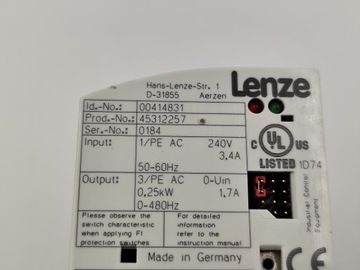 Hans-Lenze-Str. 1
D-31855 Aerzen
Lenze
Id.-No.: 00414831
Prod.-No.: 45312257
Ser.-No.: 0184
Input: 1/PE AC 240V
3.4A
50-60Hz
Output: 3/PE AC 0-Uin
0.25kW 1.7A
0-480Hz
C UL US
LISTED 1D74
Industrial Control
Equipment
Please observe the
switch characteristic
when applying FI
protection switches
For detailed
information
refer to the
instruction manual
Made in Germany
CE